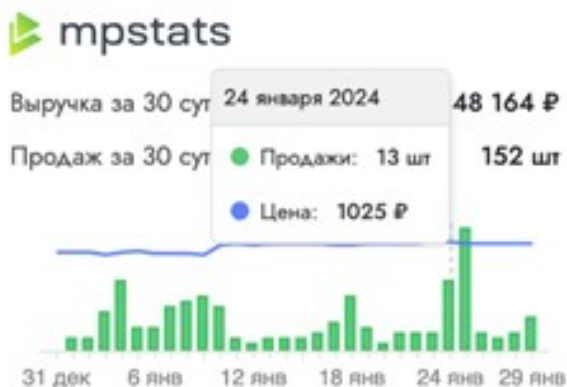 mpstats
Выручка за 30 сут
48 164 ₽
Продаж за 30 сут
152 шт
24 января 2024
Продажи: 13 шт
Цена: 1025 ₽
31 дек 6 янв 12 янв 18 янв 24 янв 29 янв